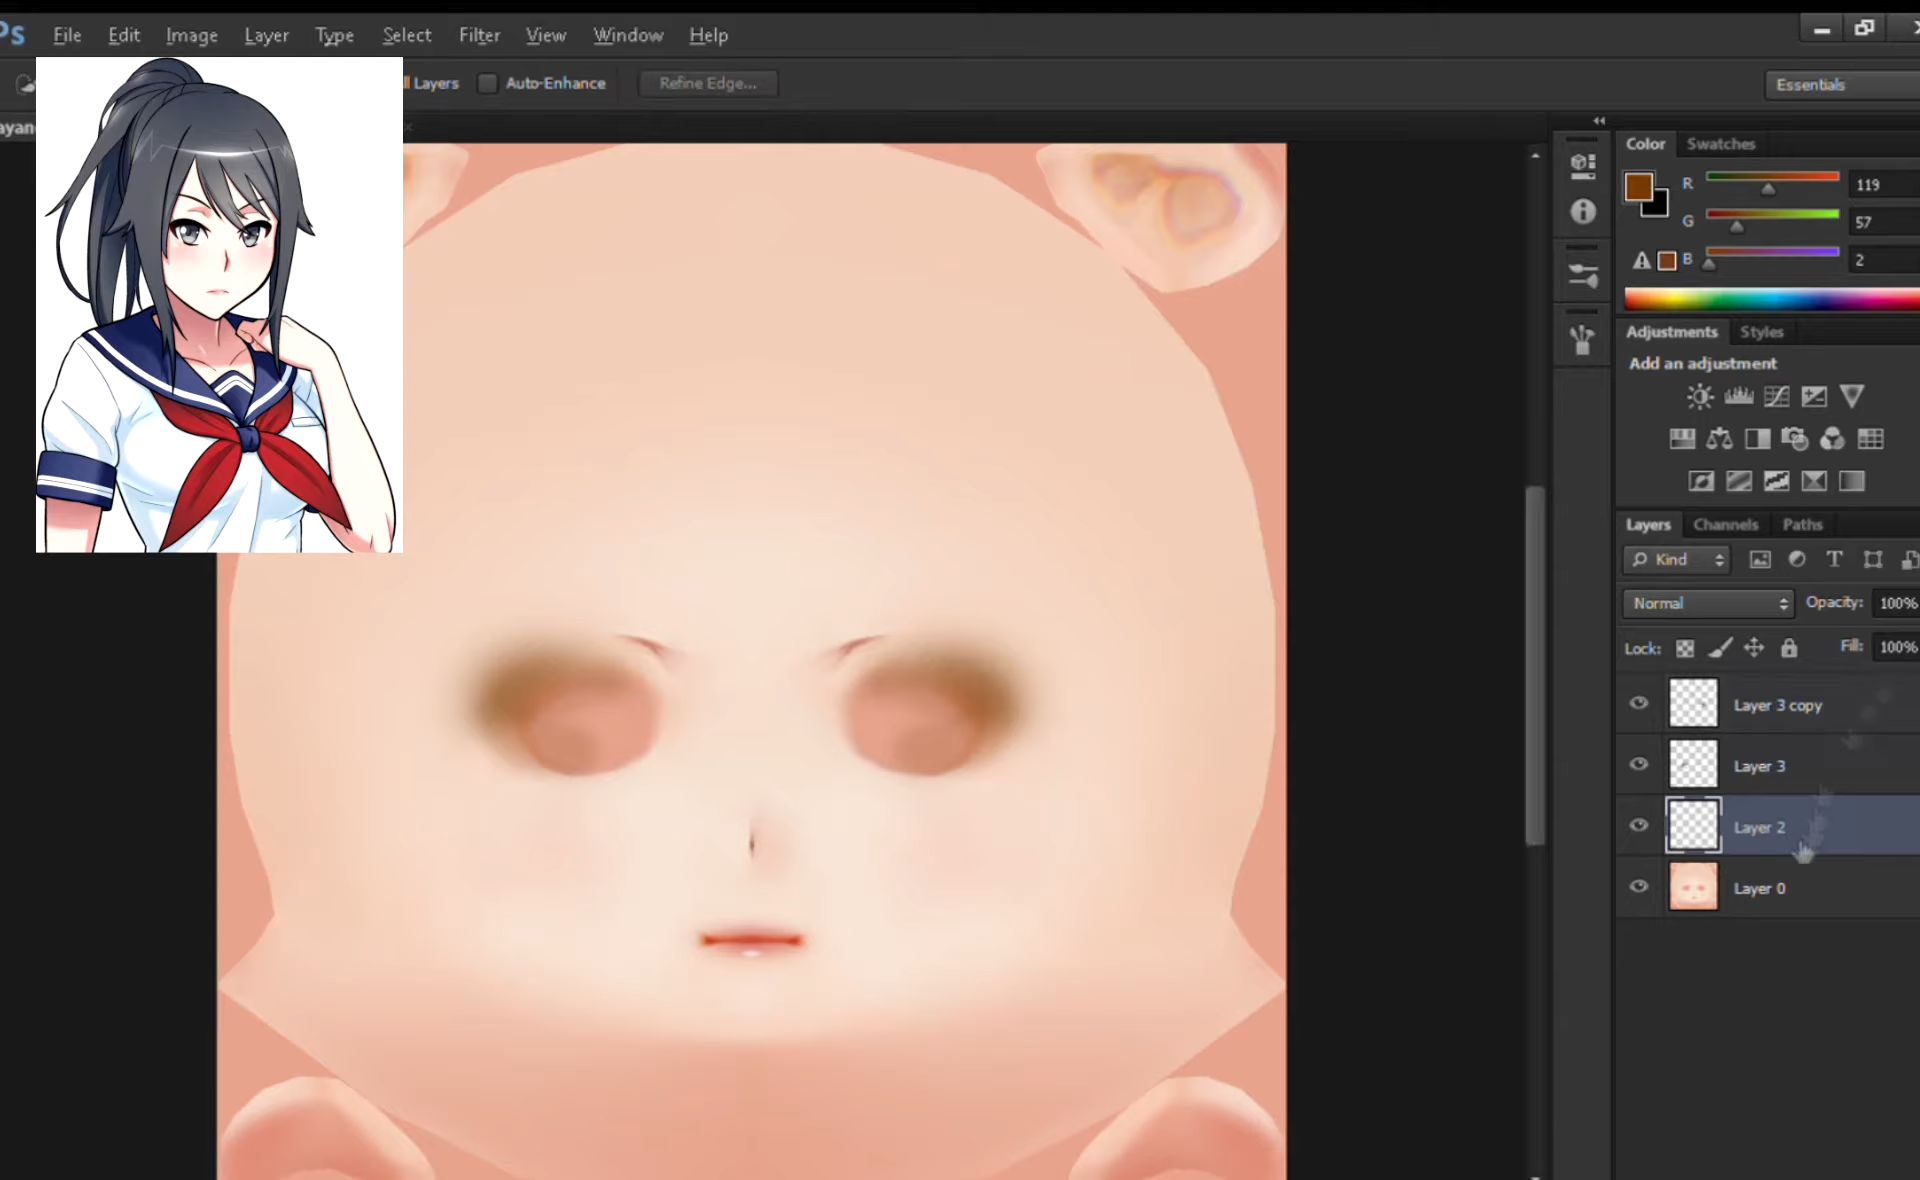 Ps File Edit Image Layer Type Select Filter View Window Help
ll Layers Auto-Enhance Refine Edge... Essentials
ayan ×
Color Swatches
R 119
G 57
B 2
Adjustments Styles
Add an adjustment
Layers Channels Paths
Kind T
Normal Opacity: 100%
Lock: Fill: 100%
Layer 3 copy
Layer 3
Layer 2
Layer 0